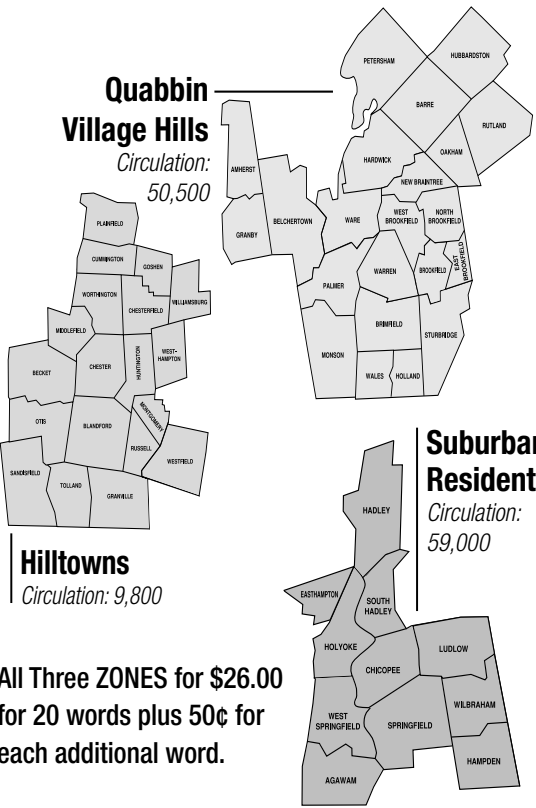 Quabbin
Village Hills
Circulation:
50,500
PETERSHAM
HUBBARDSTON
BARRE
RUTLAND
HARDWICK
OAKHAM
AMHERST
NEW BRAINTREE
BELCHERTOWN
WARE
WEST
BROOKFIELD
NORTH
BROOKFIELD
GRANBY
EAST
BROOKFIELD
WARREN
BROOKFIELD
PALMER
BRIMFIELD
STURBRIDGE
MONSON
WALES
HOLLAND
PLAINFIELD
CUMMINGTON
GOSHEN
WORTHINGTON
CHESTERFIELD
WILLIAMSBURG
MIDDLEFIELD
WEST-
HAMPTON
HUNTINGTON
BECKET
CHESTER
MONTGOMERY
OTIS
BLANDFORD
RUSSELL
WESTFIELD
SANDISFIELD
TOLLAND
GRANVILLE
Hilltowns
Circulation: 9,800
Suburban
Resident
Circulation:
59,000
HADLEY
EASTHAMPTON
SOUTH
HADLEY
HOLYOKE
LUDLOW
CHICOPEE
WILBRAHAM
WEST
SPRINGFIELD
SPRINGFIELD
HAMPDEN
AGAWAM
All Three ZONES for $26.00
for 20 words plus 50¢ for
each additional word.